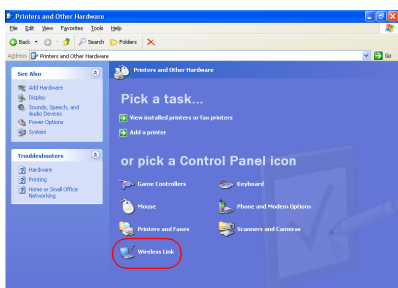 Printers and Other Hardware
File Edit View Favorites Tools Help
Back Search Folders
Address Printers and Other Hardware Go
See Also
Add Hardware
Display
Sounds, Speech, and Audio Devices
Power Options
System
Troubleshooters
Hardware
Printing
Home or Small Office Networking
Printers and Other Hardware
Pick a task...
View installed printers or fax printers
Add a printer
or pick a Control Panel icon
Game Controllers Keyboard
Mouse Phone and Modem Options
Printers and Faxes Scanners and Cameras
Wireless Link